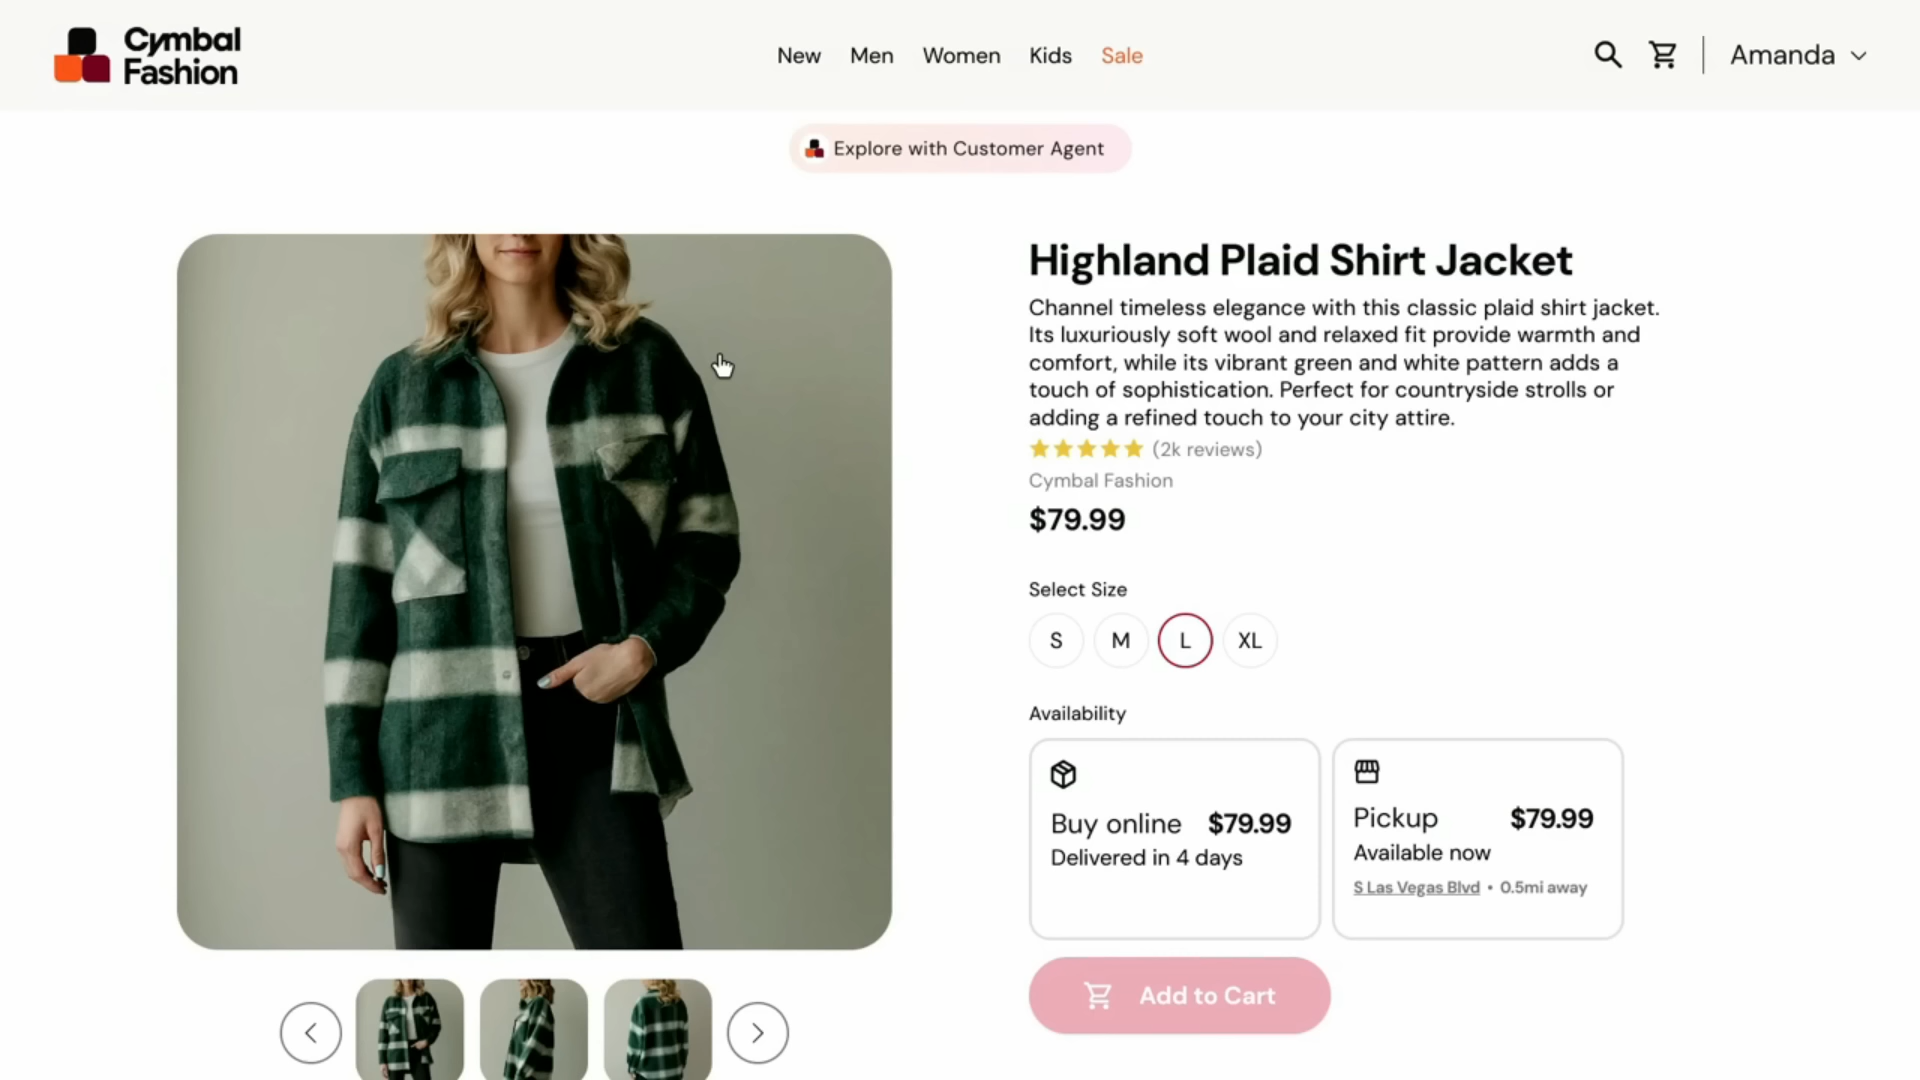 Cymbal
Fashion
New Men Women Kids Sale
Amanda
Explore with Customer Agent
Highland Plaid Shirt Jacket
Channel timeless elegance with this classic plaid shirt jacket.
Its luxuriously soft wool and relaxed fit provide warmth and
comfort, while its vibrant green and white pattern adds a
touch of sophistication. Perfect for countryside strolls or
adding a refined touch to your city attire.
(2k reviews)
Cymbal Fashion
$79.99
Select Size
S M L XL
Availability
Buy online $79.99
Delivered in 4 days
Pickup $79.99
Available now
S Las Vegas Blvd • 0.5mi away
Add to Cart